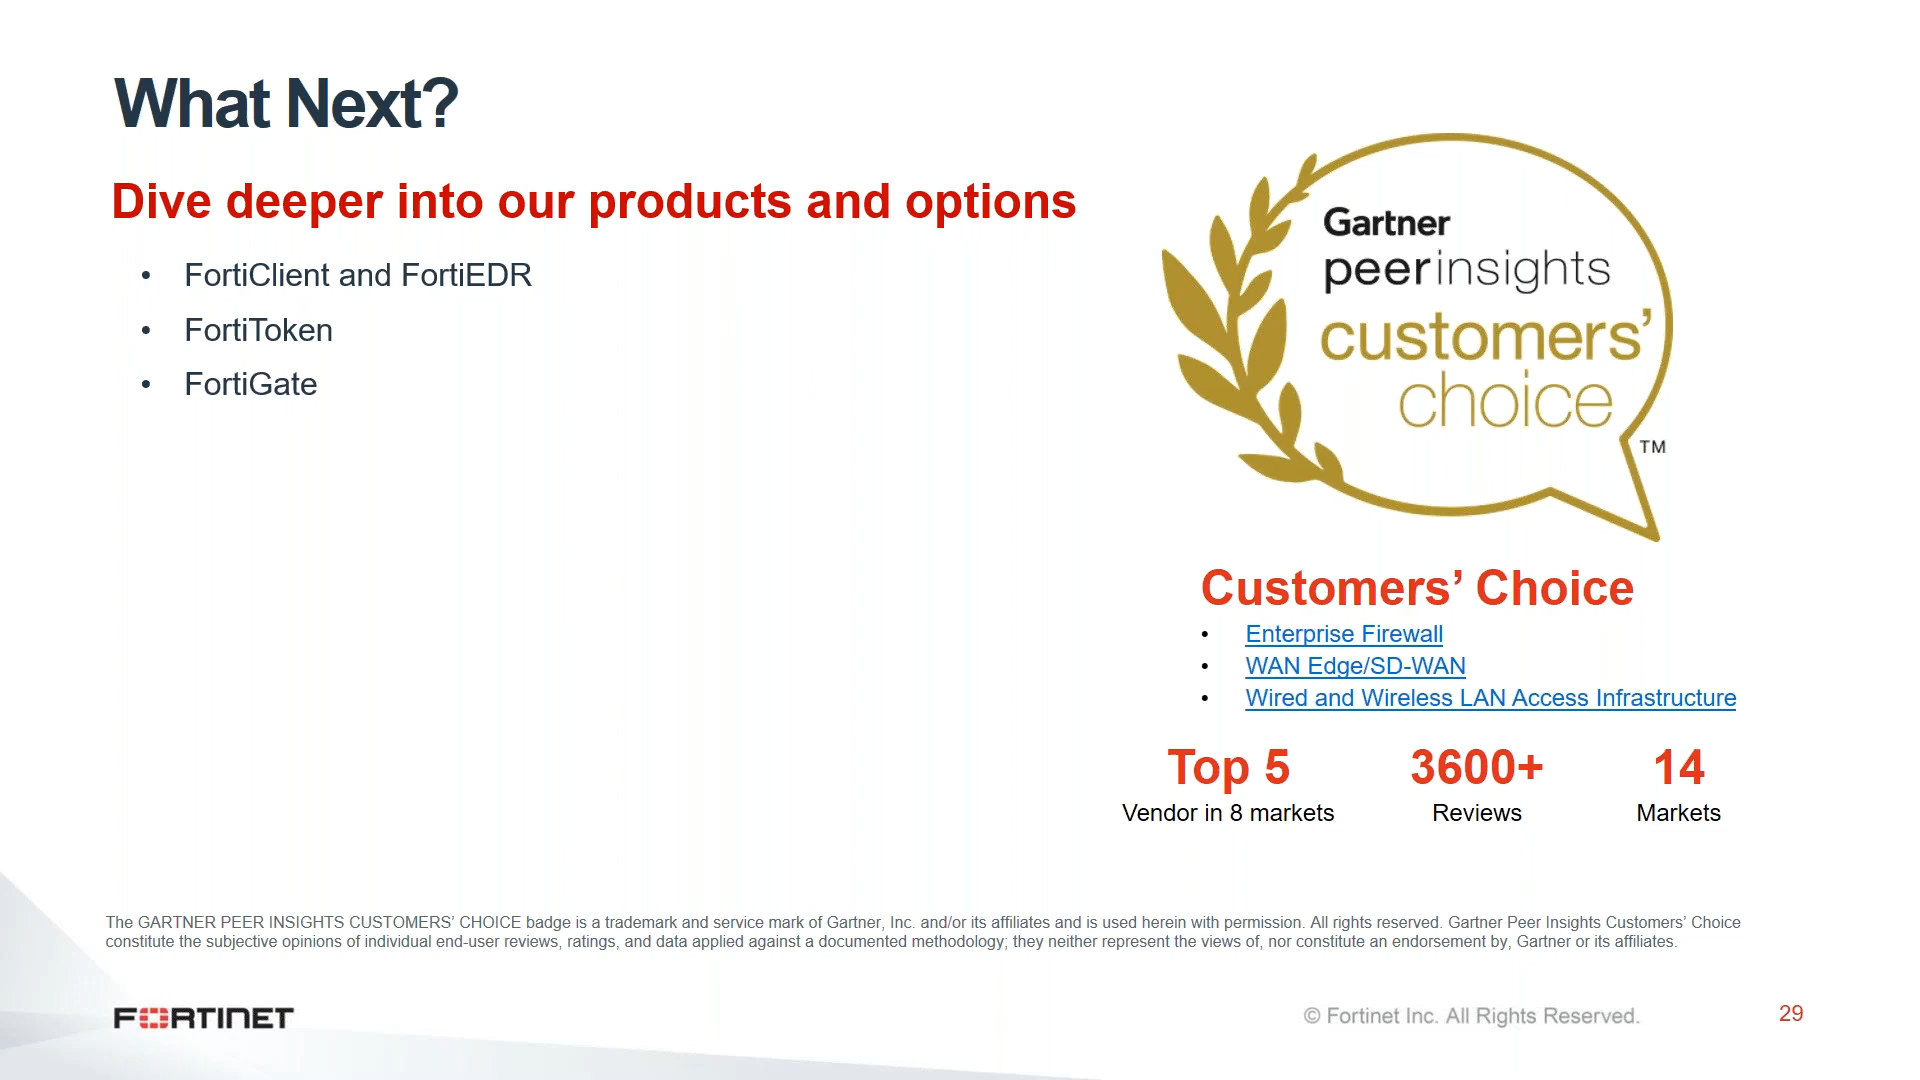 What Next?
Dive deeper into our products and options
• FortiClient and FortiEDR
• FortiToken
• FortiGate
Gartner
peerinsights
customers’
choice
TM
Customers’ Choice
• Enterprise Firewall
• WAN Edge/SD-WAN
• Wired and Wireless LAN Access Infrastructure
Top 5
Vendor in 8 markets
3600+
Reviews
14
Markets
The GARTNER PEER INSIGHTS CUSTOMERS’ CHOICE badge is a trademark and service mark of Gartner, Inc. and/or its affiliates and is used herein with permission. All rights reserved. Gartner Peer Insights Customers’ Choice
constitute the subjective opinions of individual end-user reviews, ratings, and data applied against a documented methodology; they neither represent the views of, nor constitute an endorsement by, Gartner or its affiliates.
FORTINET
© Fortinet Inc. All Rights Reserved.
29